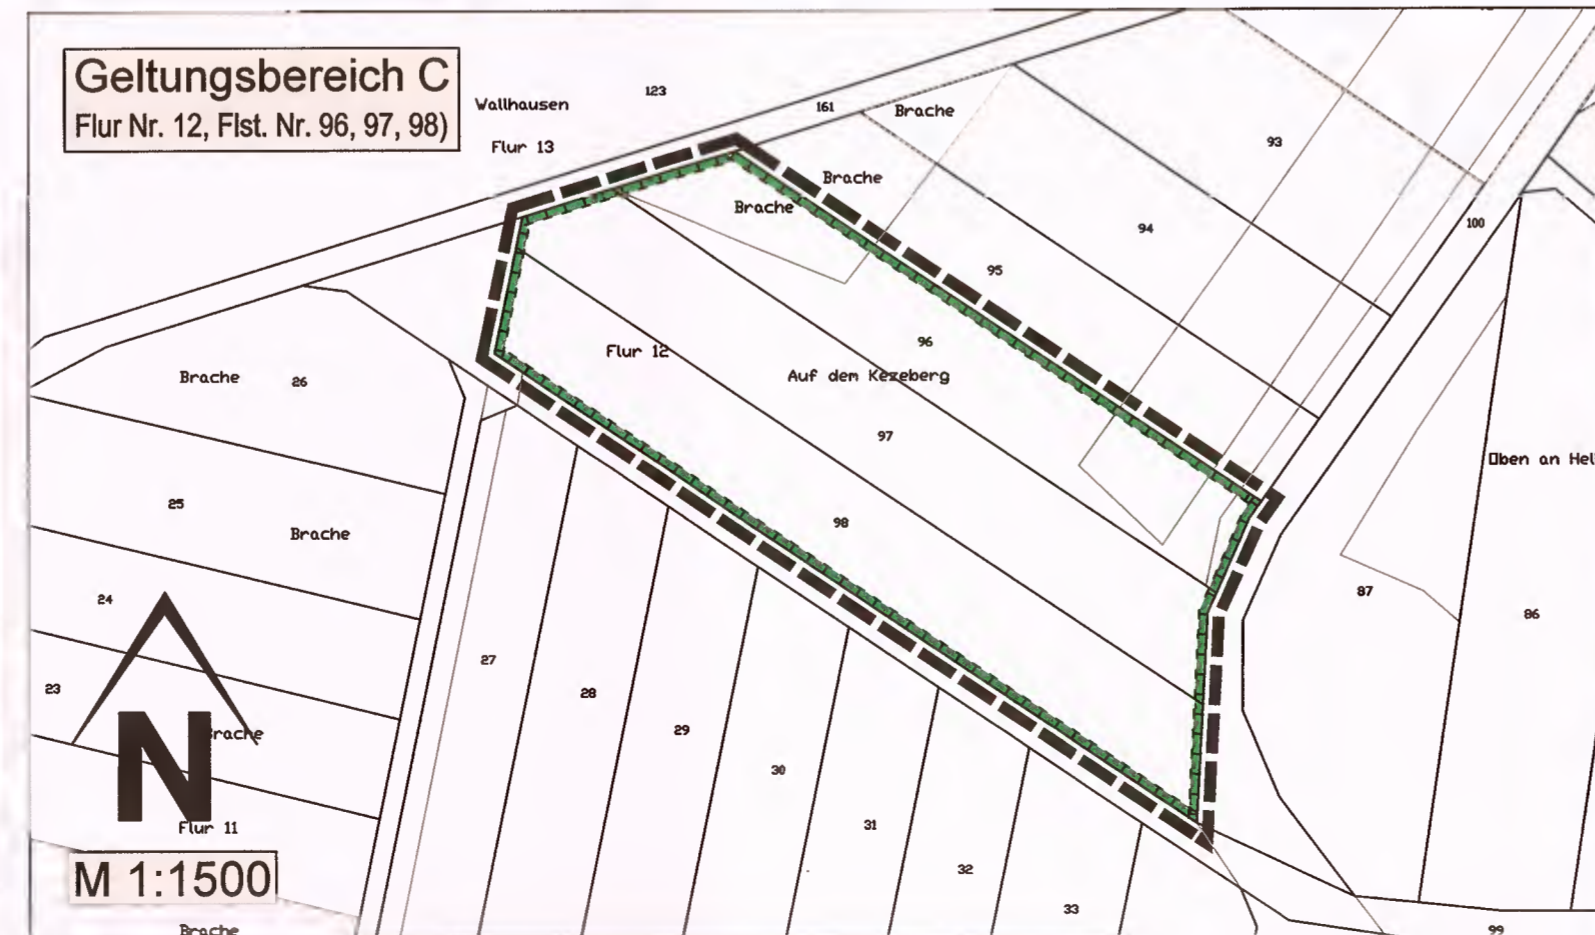 Geltungsbereich C
Flur Nr. 12, Flst. Nr. 96, 97, 98)
Wallhausen
123
161
Brache
Flur 13
93
Brache
Brache
94
100
95
Flur 12
96
Auf dem Kezeberg
Brache
26
97
Oben an Hel
25
98
Brache
24
87
86
27
23
28
29
Brache
N
30
Flur 11
31
M 1:1500
32
33
Brache
99